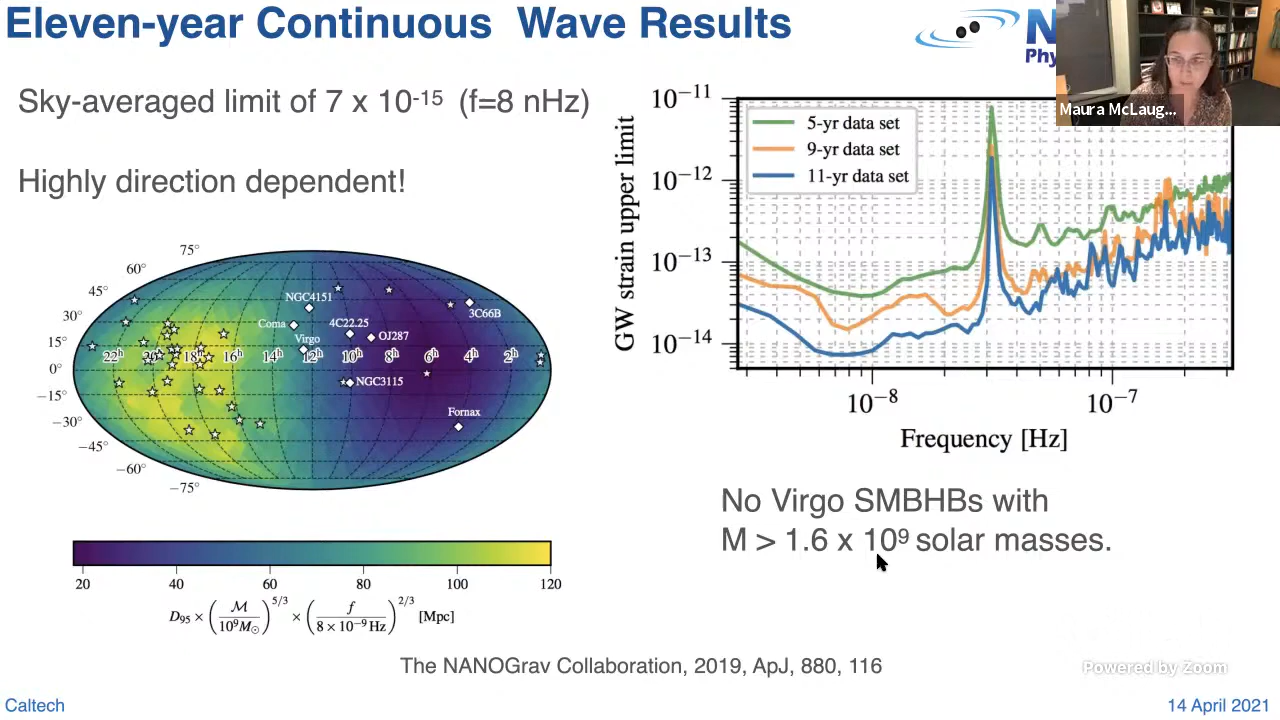 Eleven-year Continuous Wave Results
N
Phy
Maura McLaug...
Sky-averaged limit of 7 x 10⁻¹⁵ (f=8 nHz)
Highly direction dependent!
75°
60°
45°
30°
15°
0°
−15°
−30°
−45°
−60°
−75°
NGC4151
3C66B
Coma
4C22.25
OJ287
Virgo
22ʰ 20ʰ 18ʰ 16ʰ 14ʰ 12ʰ 10ʰ 8ʰ 6ʰ 4ʰ 2ʰ
NGC3115
Fornax
20 40 60 80 100 120
D₉₅ × (ℳ/10⁹M☉)^5/3 × (f/8 × 10⁻⁹ Hz)^2/3 [Mpc]
GW strain upper limit
10⁻¹¹
10⁻¹²
10⁻¹³
10⁻¹⁴
5-yr data set
9-yr data set
11-yr data set
10⁻⁸ 10⁻⁷
Frequency [Hz]
No Virgo SMBHBs with
M > 1.6 x 10⁹ solar masses.
The NANOGrav Collaboration, 2019, ApJ, 880, 116
Powered by Zoom
Caltech
14 April 2021